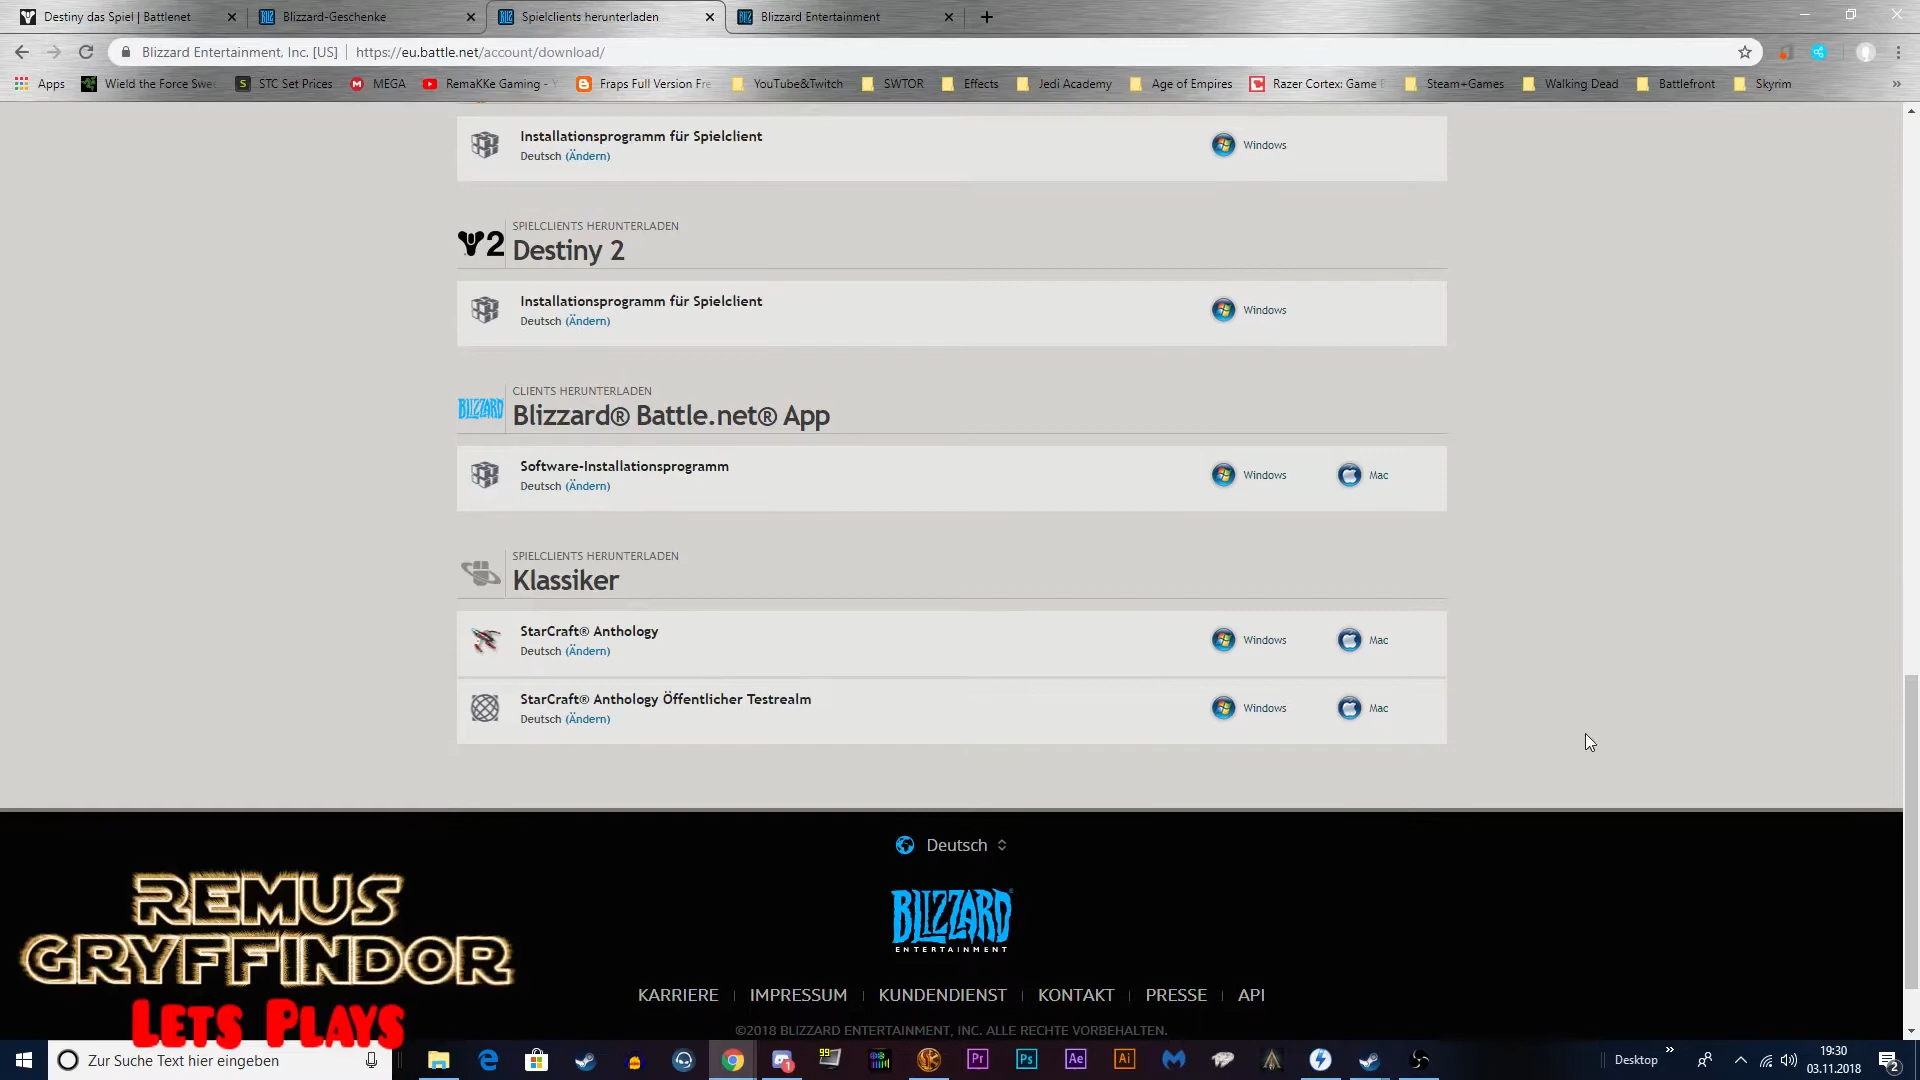 Destiny das Spiel | Battlenet
Blizzard-Geschenke
Spielclients herunterladen
Blizzard Entertainment
Blizzard Entertainment, Inc. [US] | https://eu.battle.net/account/download/
Apps
Wield the Force Swe
STC Set Prices
MEGA
RemaKKe Gaming -
Fraps Full Version Fre
YouTube&Twitch
SWTOR
Effects
Jedi Academy
Age of Empires
Razer Cortex: Game
Steam+Games
Walking Dead
Battlefront
Skyrim
Installationsprogramm für Spielclient
Deutsch (Ändern)
Windows
SPIELCLIENTS HERUNTERLADEN
Destiny 2
Installationsprogramm für Spielclient
Deutsch (Ändern)
Windows
CLIENTS HERUNTERLADEN
BLIZZARD
Blizzard® Battle.net® App
Software-Installationsprogramm
Deutsch (Ändern)
Windows
Mac
SPIELCLIENTS HERUNTERLADEN
Klassiker
StarCraft® Anthology
Deutsch (Ändern)
Windows
Mac
StarCraft® Anthology Öffentlicher Testrealm
Deutsch (Ändern)
Windows
Mac
Deutsch
BLIZZARD
ENTERTAINMENT
REMUS
GRYFFINDOR
LETS PLAYS
KARRIERE | IMPRESSUM | KUNDENDIENST | KONTAKT | PRESSE | API
©2018 BLIZZARD ENTERTAINMENT, INC. ALLE RECHTE VORBEHALTEN.
Zur Suche Text hier eingeben
Desktop
19:30
03.11.2018